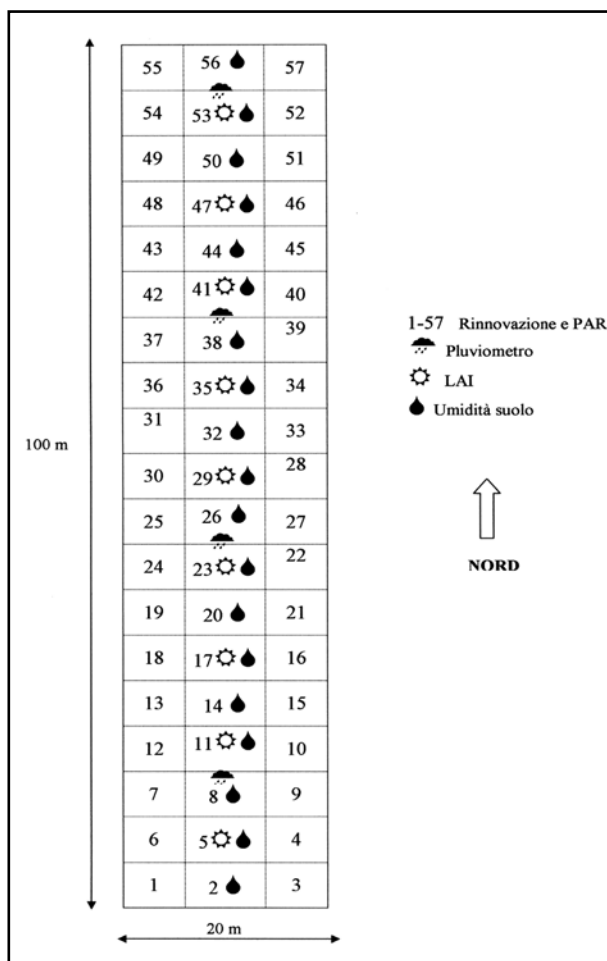 55 56 57
54 53 52
49 50 51
48 47 46
43 44 45
42 41 40
37 38 39
36 35 34
31 32 33
30 29 28
25 26 27
24 23 22
19 20 21
18 17 16
13 14 15
12 11 10
7 8 9
6 5 4
1 2 3
100 m
20 m
1-57 Rinnovazione e PAR
Pluviometro
LAI
Umidità suolo
NORD